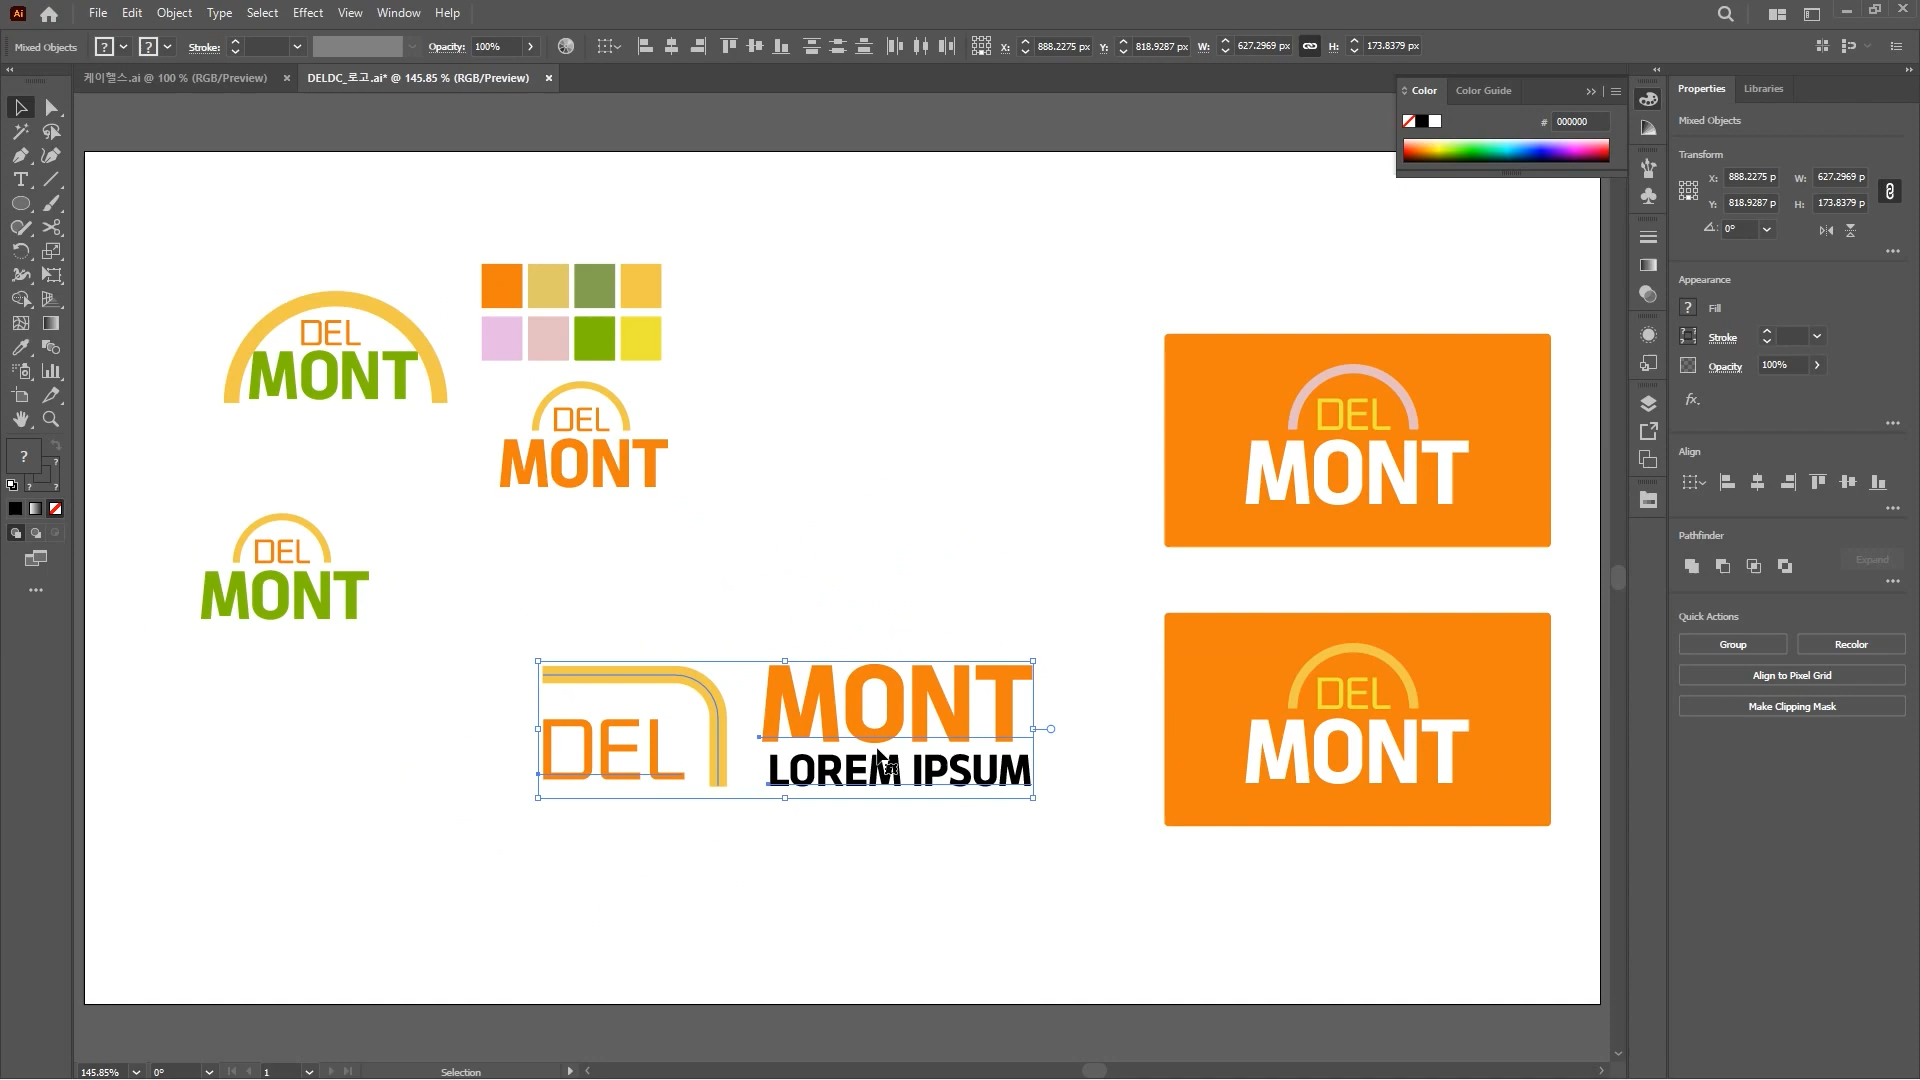 Ai File Edit Object Type Select Effect View Window Help
Mixed Objects ? ? Stroke: Opacity: 100% X: 888.2275 px Y: 818.9287 px W: 627.2969 px H: 173.8379 px
케이헬스.ai @ 100 % (RGB/Preview) × DELDC_로고.ai* @ 145.85 % (RGB/Preview) ×
Color Color Guide
# 000000
Properties Libraries
Mixed Objects
Transform
X: 888.2275 p W: 627.2969 p
Y: 818.9287 p H: 173.8379 p
0°
Appearance
? Fill
Stroke
Opacity 100%
fx.
Align
Pathfinder
Expand
Quick Actions
Group Recolor
Align to Pixel Grid
Make Clipping Mask
DEL
MONT
DEL
MONT
DEL
MONT
DEL
MONT
LOREM IPSUM
DEL
MONT
DEL
MONT
145.85% 0° 1 Selection